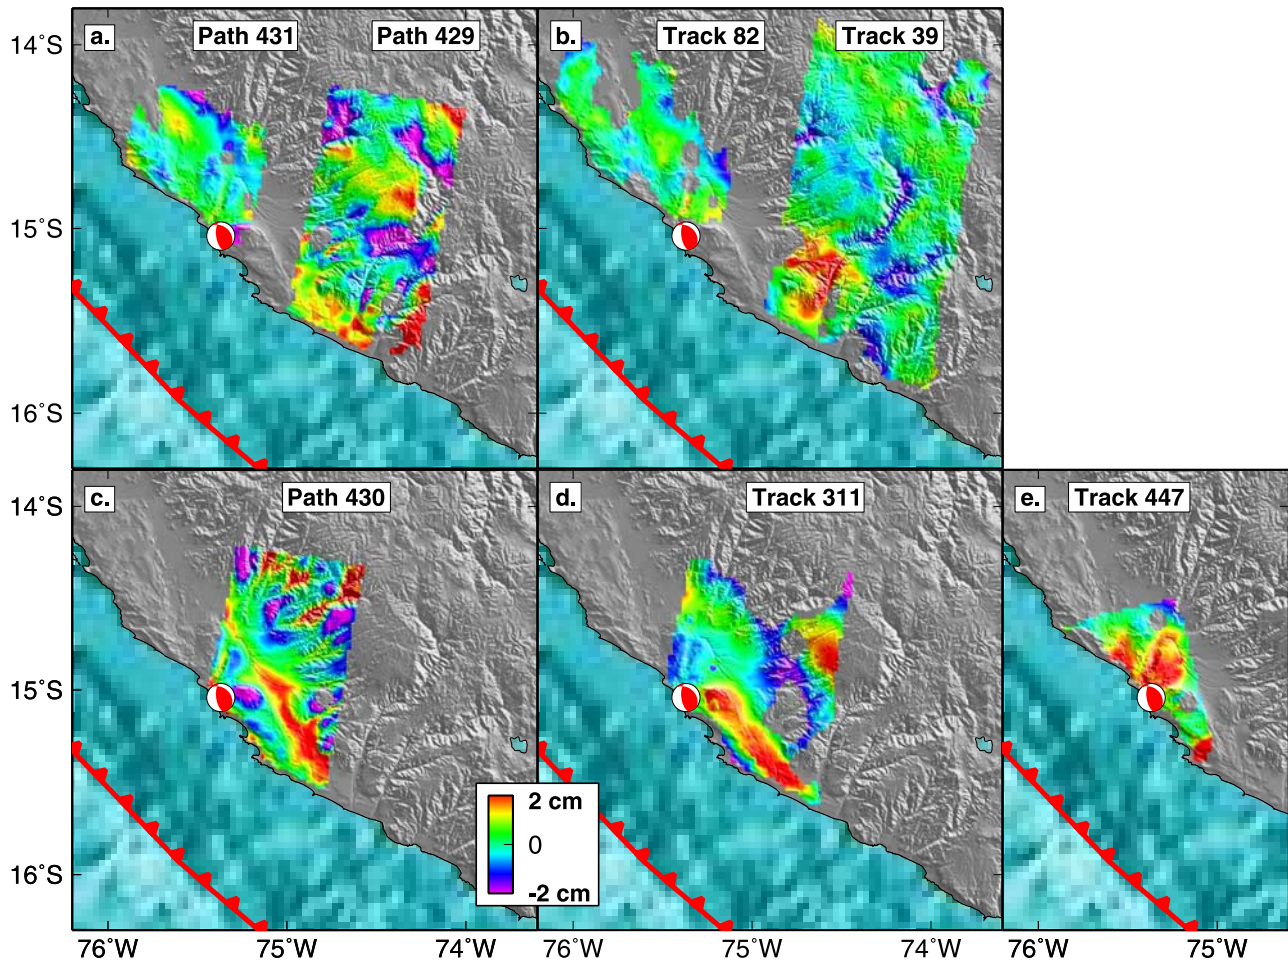 a. Path 431 Path 429
b. Track 82 Track 39
14°S
15°S
16°S
c. Path 430
d. Track 311
e. Track 447
14°S
15°S
16°S
2 cm
0
-2 cm
76°W 75°W 74°W 76°W 75°W 74°W 76°W 75°W